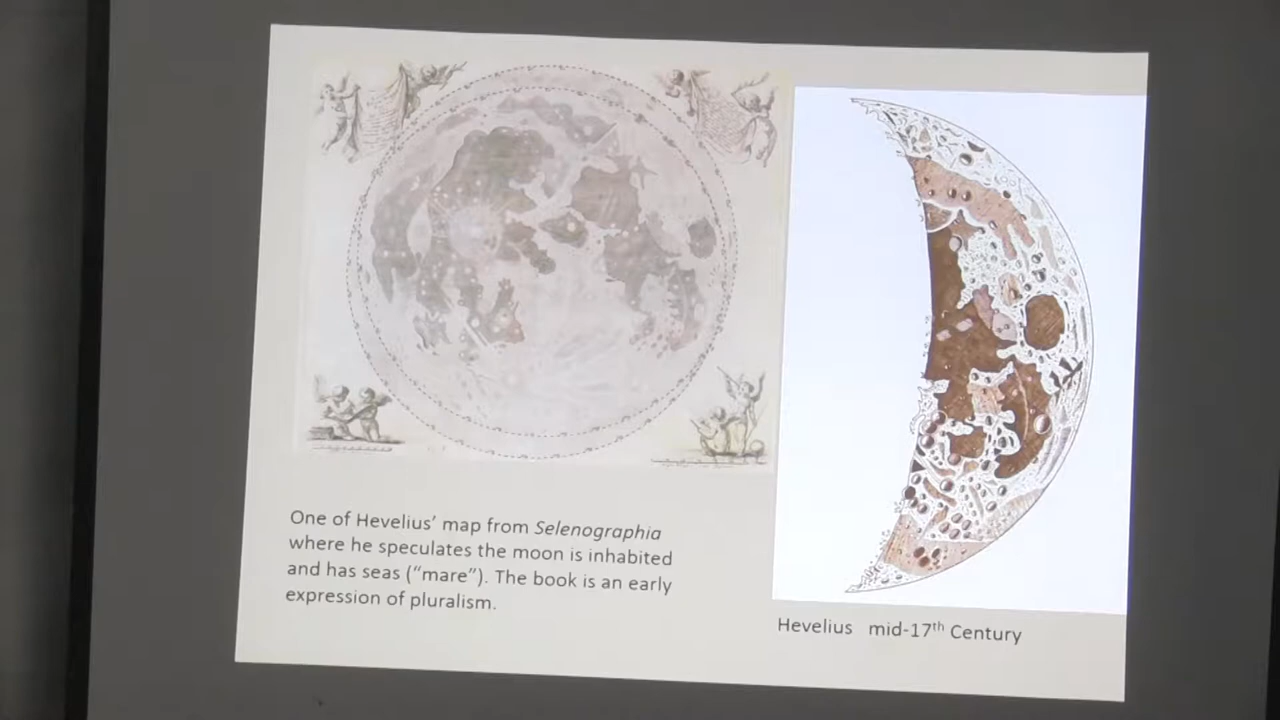 One of Hevelius' map from Selenographia
where he speculates the moon is inhabited
and has seas ("mare"). The book is an early
expression of pluralism.
Hevelius mid-17th Century